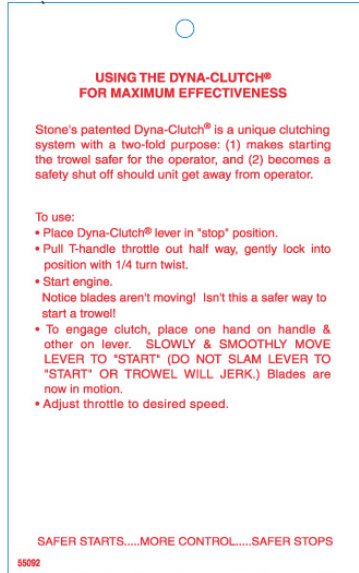 USING THE DYNA-CLUTCH®
FOR MAXIMUM EFFECTIVENESS
Stone's patented Dyna-Clutch® is a unique clutching
system with a two-fold purpose: (1) makes starting
the trowel safer for the operator, and (2) becomes a
safety shut off should unit get away from operator.
To use:
• Place Dyna-Clutch® lever in "stop" position.
• Pull T-handle throttle out half way, gently lock into
position with 1/4 turn twist.
• Start engine.
Notice blades aren't moving! Isn't this a safer way to
start a trowel!
• To engage clutch, place one hand on handle &
other on lever. SLOWLY & SMOOTHLY MOVE
LEVER TO "START" (DO NOT SLAM LEVER TO
"START" OR TROWEL WILL JERK.) Blades are
now in motion.
• Adjust throttle to desired speed.
SAFER STARTS.....MORE CONTROL.....SAFER STOPS
55092